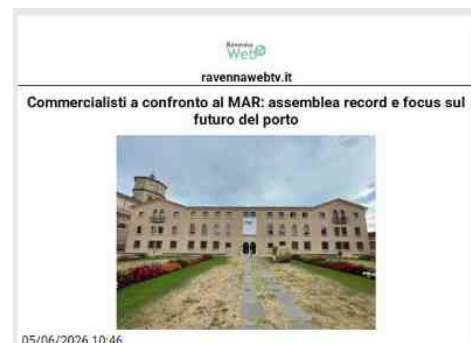 Ravenna
Web
ravennawebtv.it
Commercialisti a confronto al MAR: assemblea record e focus sul
futuro del porto
05/06/2026 10:46